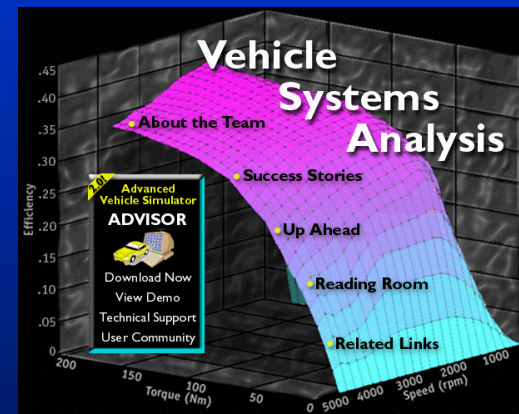 Vehicle
Systems
Analysis
.45
.40
.35
.30
.25
.20
.15
.10
.05
0
Efficiency
About the Team
Success Stories
Up Ahead
Reading Room
Related Links
2.0!
Advanced
Vehicle Simulator
ADVISOR
Download Now
View Demo
Technical Support
User Community
200
150
100
50
0
Torque (Nm)
5000
4000
3000
2000
1000
Speed (rpm)